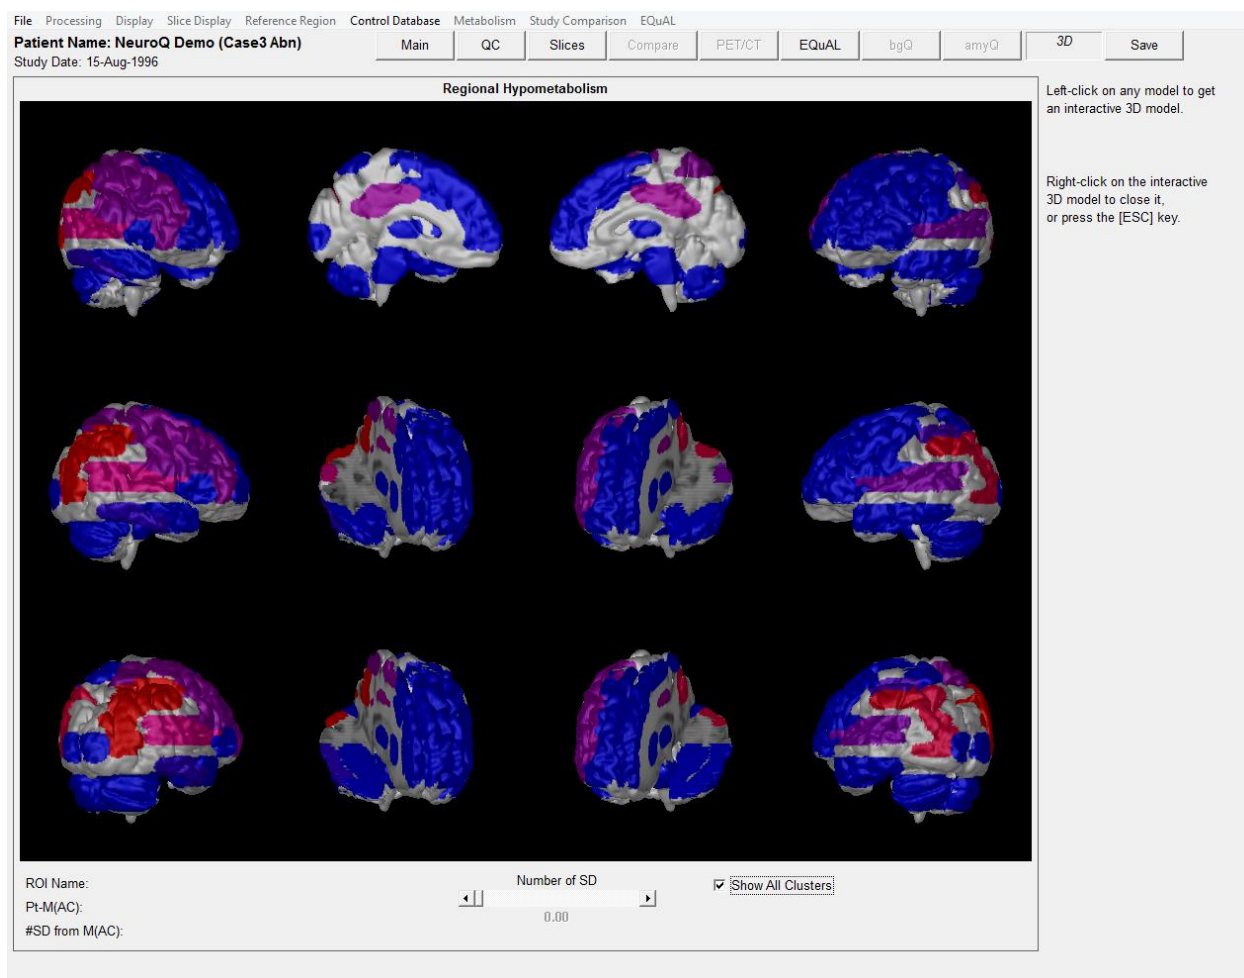 File Processing Display Slice Display Reference Region Control Database Metabolism Study Comparison EQuAL
Patient Name: NeuroQ Demo (Case3 Abn)
Study Date: 15-Aug-1996
Main QC Slices Compare PET/CT EQuAL bgQ amyQ 3D Save
Regional Hypometabolism
Left-click on any model to get
an interactive 3D model.
Right-click on the interactive
3D model to close it,
or press the [ESC] key.
ROI Name:
Pt-M(AC):
#SD from M(AC):
Number of SD
0.00
Show All Clusters